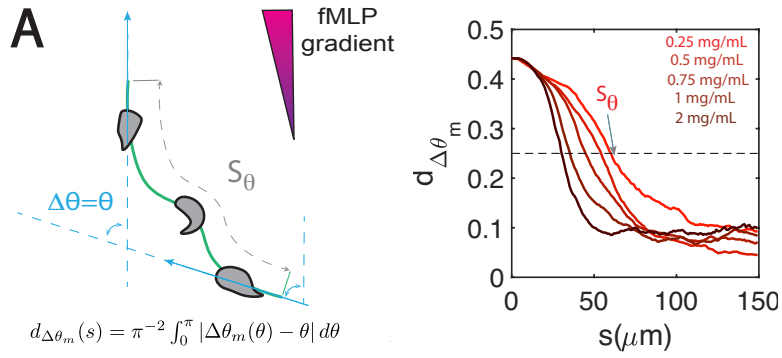 A
fMLP
gradient
Δθ=θ
S_θ
d_{Δθ_m}(s) = π^{-2} ∫_0^π |Δθ_m(θ) − θ| dθ
0.5
0.4
0.3
0.2
0.1
0
d_{Δθ_m}
0.25 mg/mL
0.5 mg/mL
0.75 mg/mL
1 mg/mL
2 mg/mL
S_θ
0
50
100
150
s(μm)